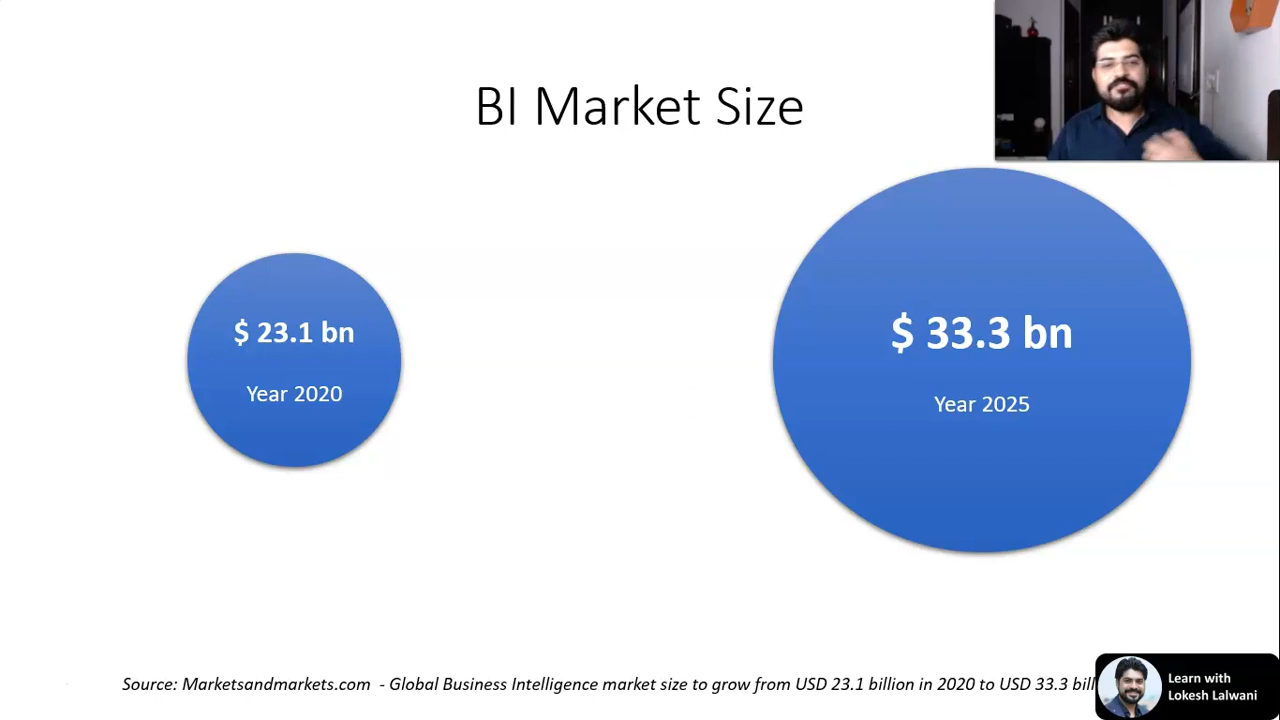 BI Market Size
$ 23.1 bn
Year 2020
$ 33.3 bn
Year 2025
Source: Marketsandmarkets.com - Global Business Intelligence market size to grow from USD 23.1 billion in 2020 to USD 33.3
Learn with
Lokesh Lalwani